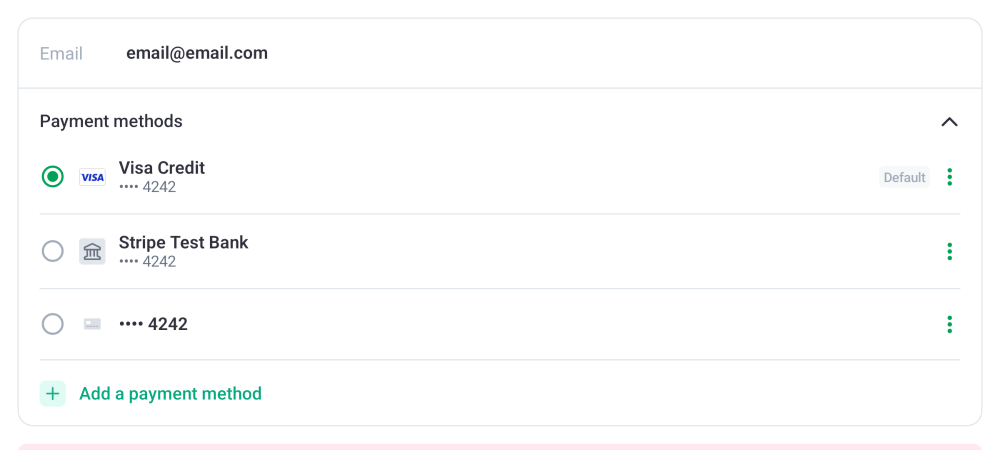 Email email@email.com
Payment methods
VISA Visa Credit
•••• 4242
Default
Stripe Test Bank
•••• 4242
•••• 4242
Add a payment method